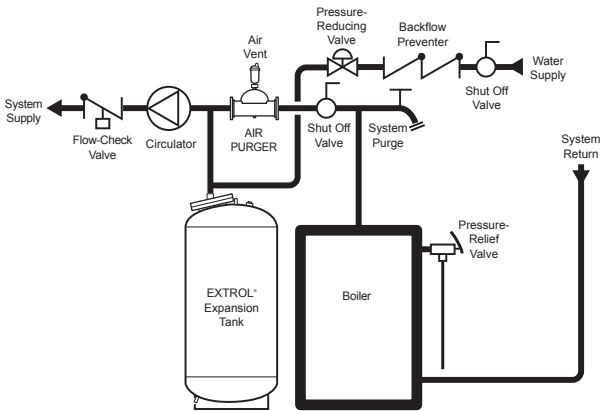 Pressure-
Reducing
Valve
Backflow
Preventer
Air
Vent
Water
Supply
Shut Off
Valve
System
Supply
Flow-Check
Valve
Circulator
AIR
PURGER
Shut Off
Valve
System
Purge
System
Return
Pressure-
Relief
Valve
EXTROL®
Expansion
Tank
Boiler